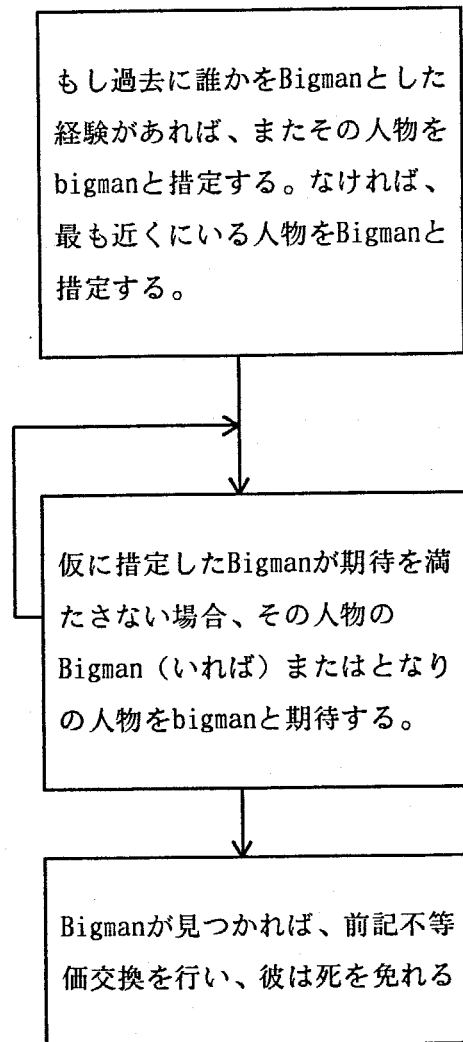 もし過去に誰かをBigmanとした
経験があれば、またその人物を
bigmanと措定する。なければ、
最も近くにいる人物をBigmanと
措定する。
仮に措定したBigmanが期待を満
たさない場合、その人物の
Bigman（いれば）またはとなり
の人物をbigmanと期待する。
Bigmanが見つかれば、前記不等
価交換を行い、彼は死を免れる